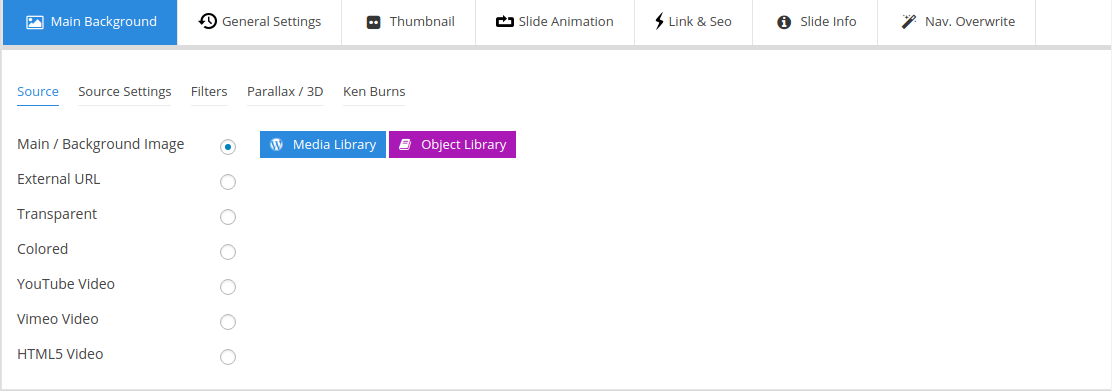 Main Background General Settings Thumbnail Slide Animation Link & Seo Slide Info Nav. Overwrite
Source Source Settings Filters Parallax / 3D Ken Burns
Main / Background Image Media Library Object Library
External URL
Transparent
Colored
YouTube Video
Vimeo Video
HTML5 Video